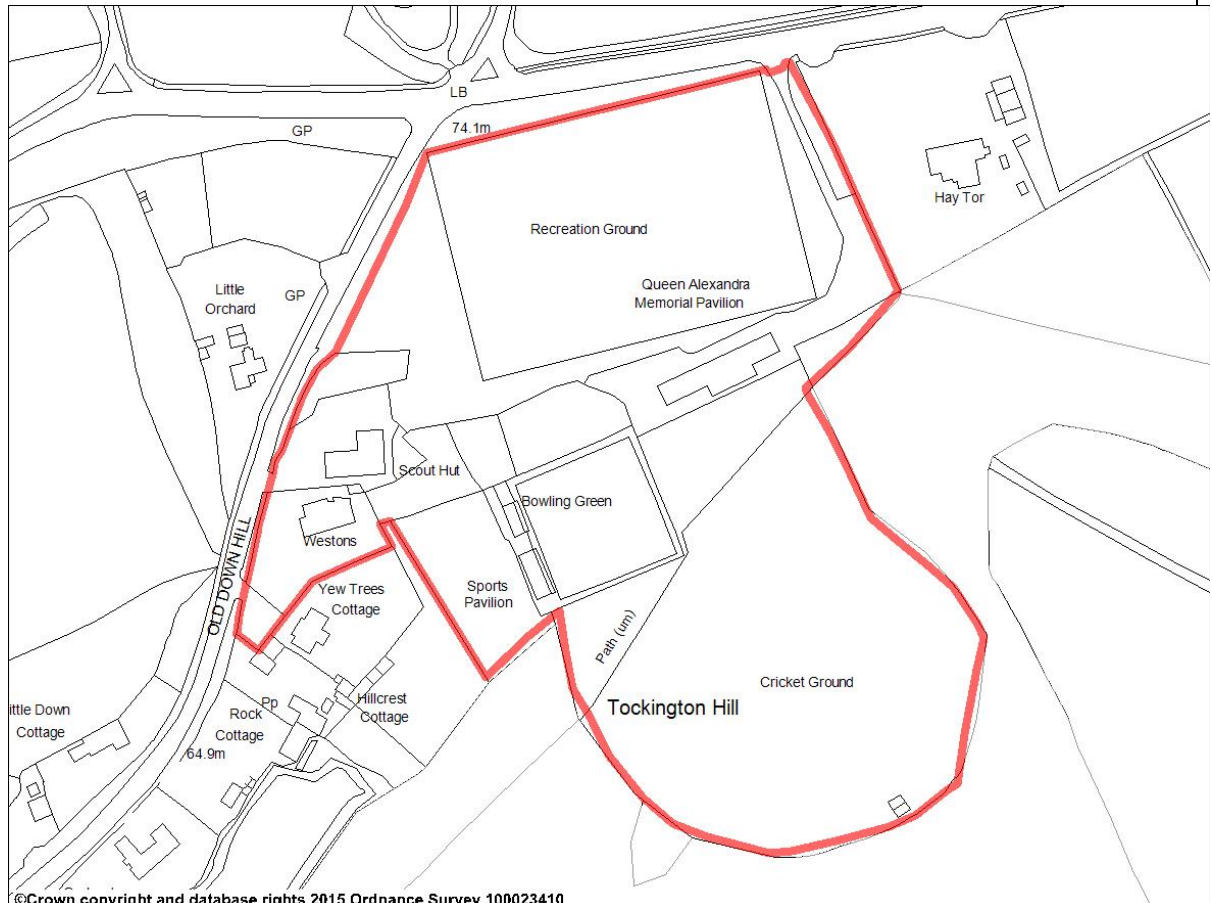 LB
74.1m
GP
Hay Tor
Recreation Ground
Queen Alexandra
Memorial Pavilion
Little
Orchard
GP
Scout Hut
Bowling Green
OLD DOWN HILL
Westons
Yew Trees
Cottage
Sports
Pavilion
Path (um)
Cricket Ground
Tockington Hill
Hillcrest
Cottage
Pp
Rock
Cottage
64.9m
ittle Down
Cottage
©Crown copyright and database rights 2015 Ordnance Survey 100023410